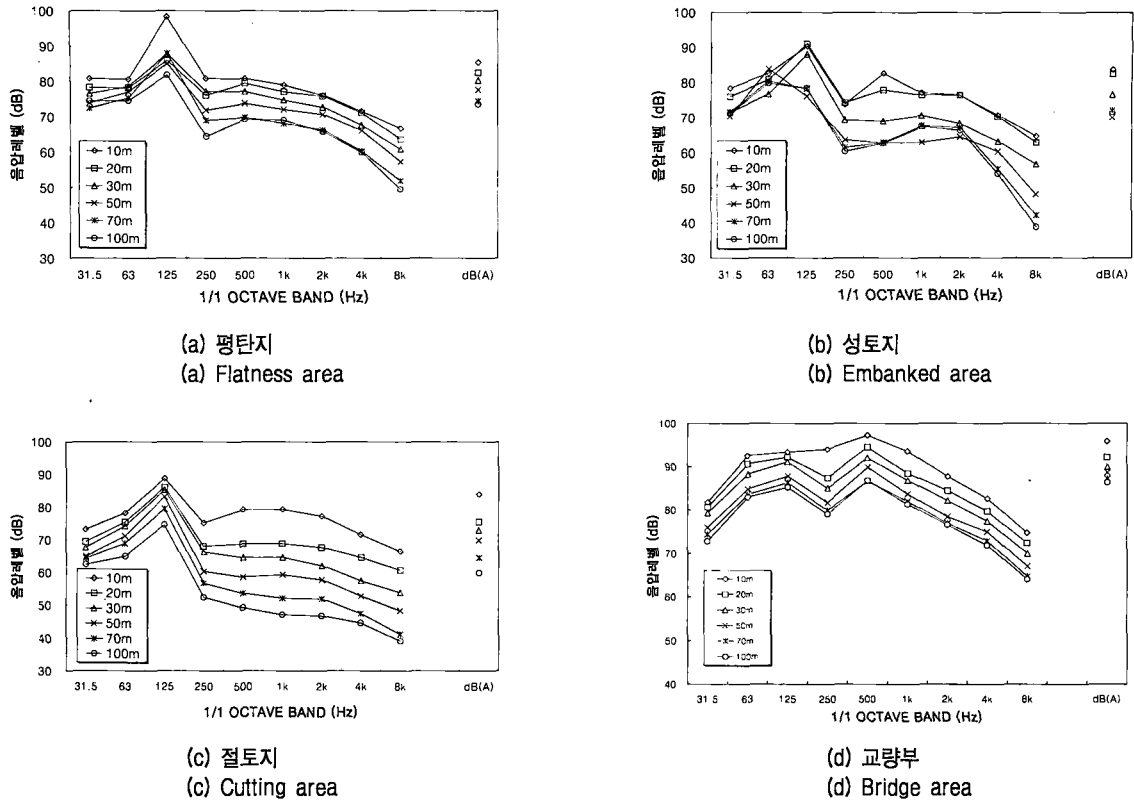 100
90
80
70
60
50
40
30
음압레벨 (dB)
10m
20m
30m
50m
70m
100m
31.5 63 125 250 500 1k 2k 4k 8k dB(A)
1/1 OCTAVE BAND (Hz)
(a) 평탄지
(a) Flatness area
100
90
80
70
60
50
40
30
음압레벨 (dB)
10m
20m
30m
50m
70m
100m
31.5 63 125 250 500 1k 2k 4k 8k dB(A)
1/1 OCTAVE BAND (Hz)
(b) 성토지
(b) Embanked area
100
90
80
70
60
50
40
30
음압레벨 (dB)
10m
20m
30m
50m
70m
100m
31.5 63 125 250 500 1k 2k 4k 8k dB(A)
1/1 OCTAVE BAND (Hz)
(c) 절토지
(c) Cutting area
100
90
80
70
60
50
40
음압레벨 (dB)
10m
20m
30m
50m
70m
100m
31.5 63 125 250 500 1k 2k 4k 8k dB(A)
1/1 OCTAVE BAND (Hz)
(d) 교량부
(d) Bridge area